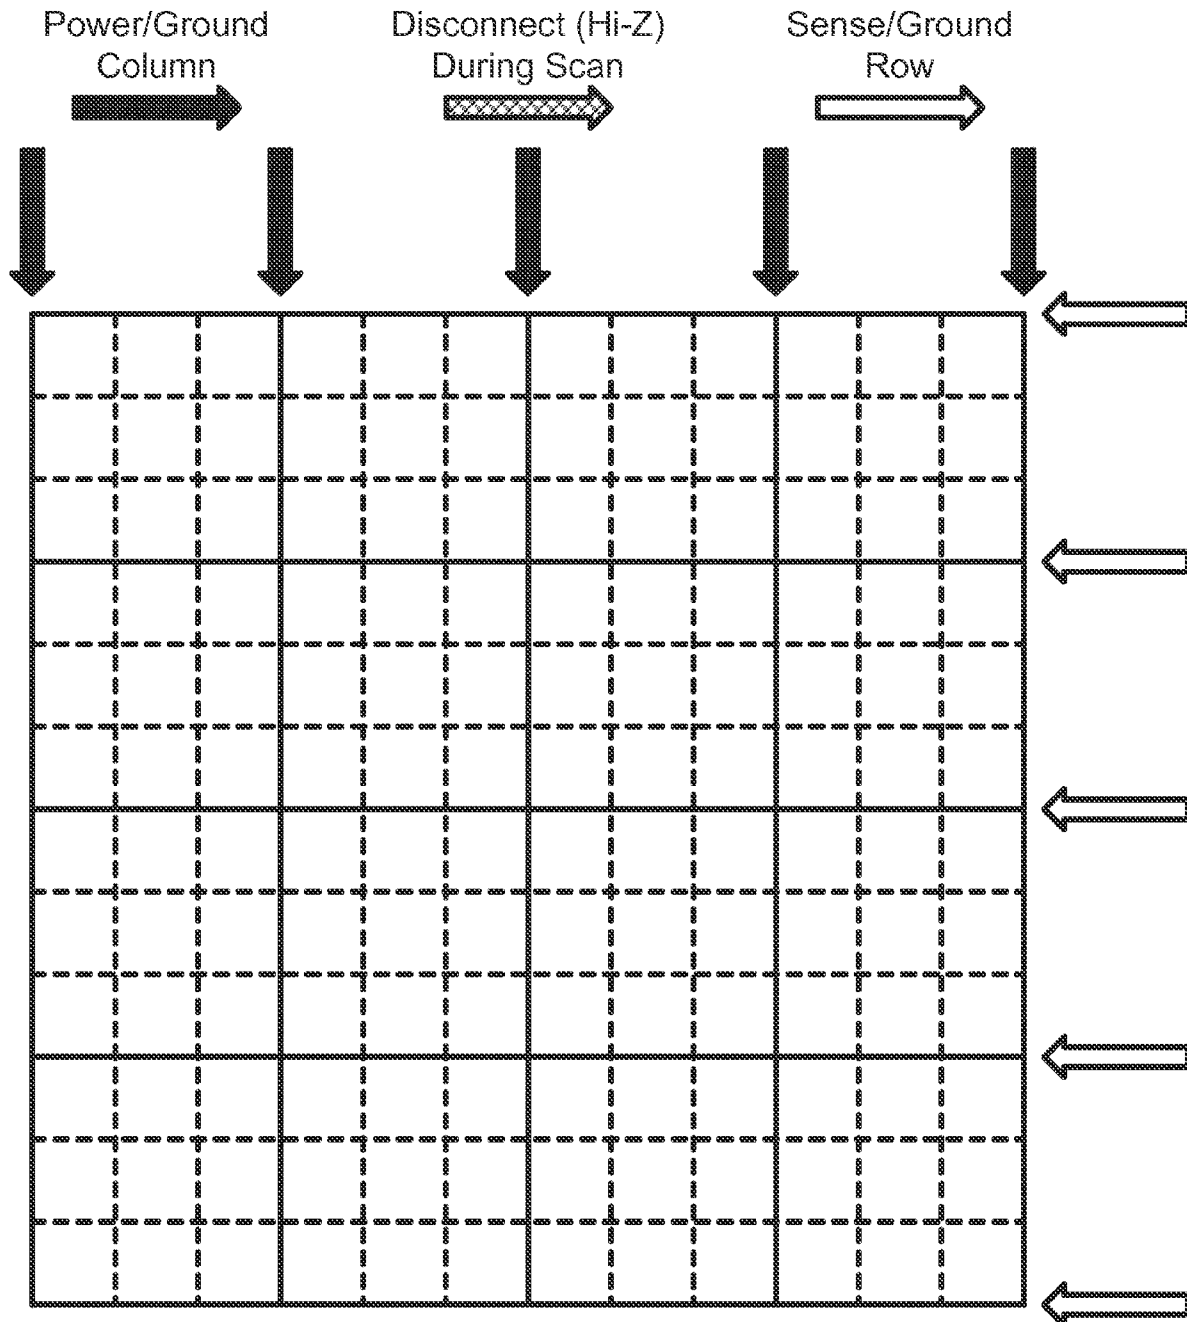 Power/Ground
Column
Disconnect (Hi-Z)
During Scan
Sense/Ground
Row